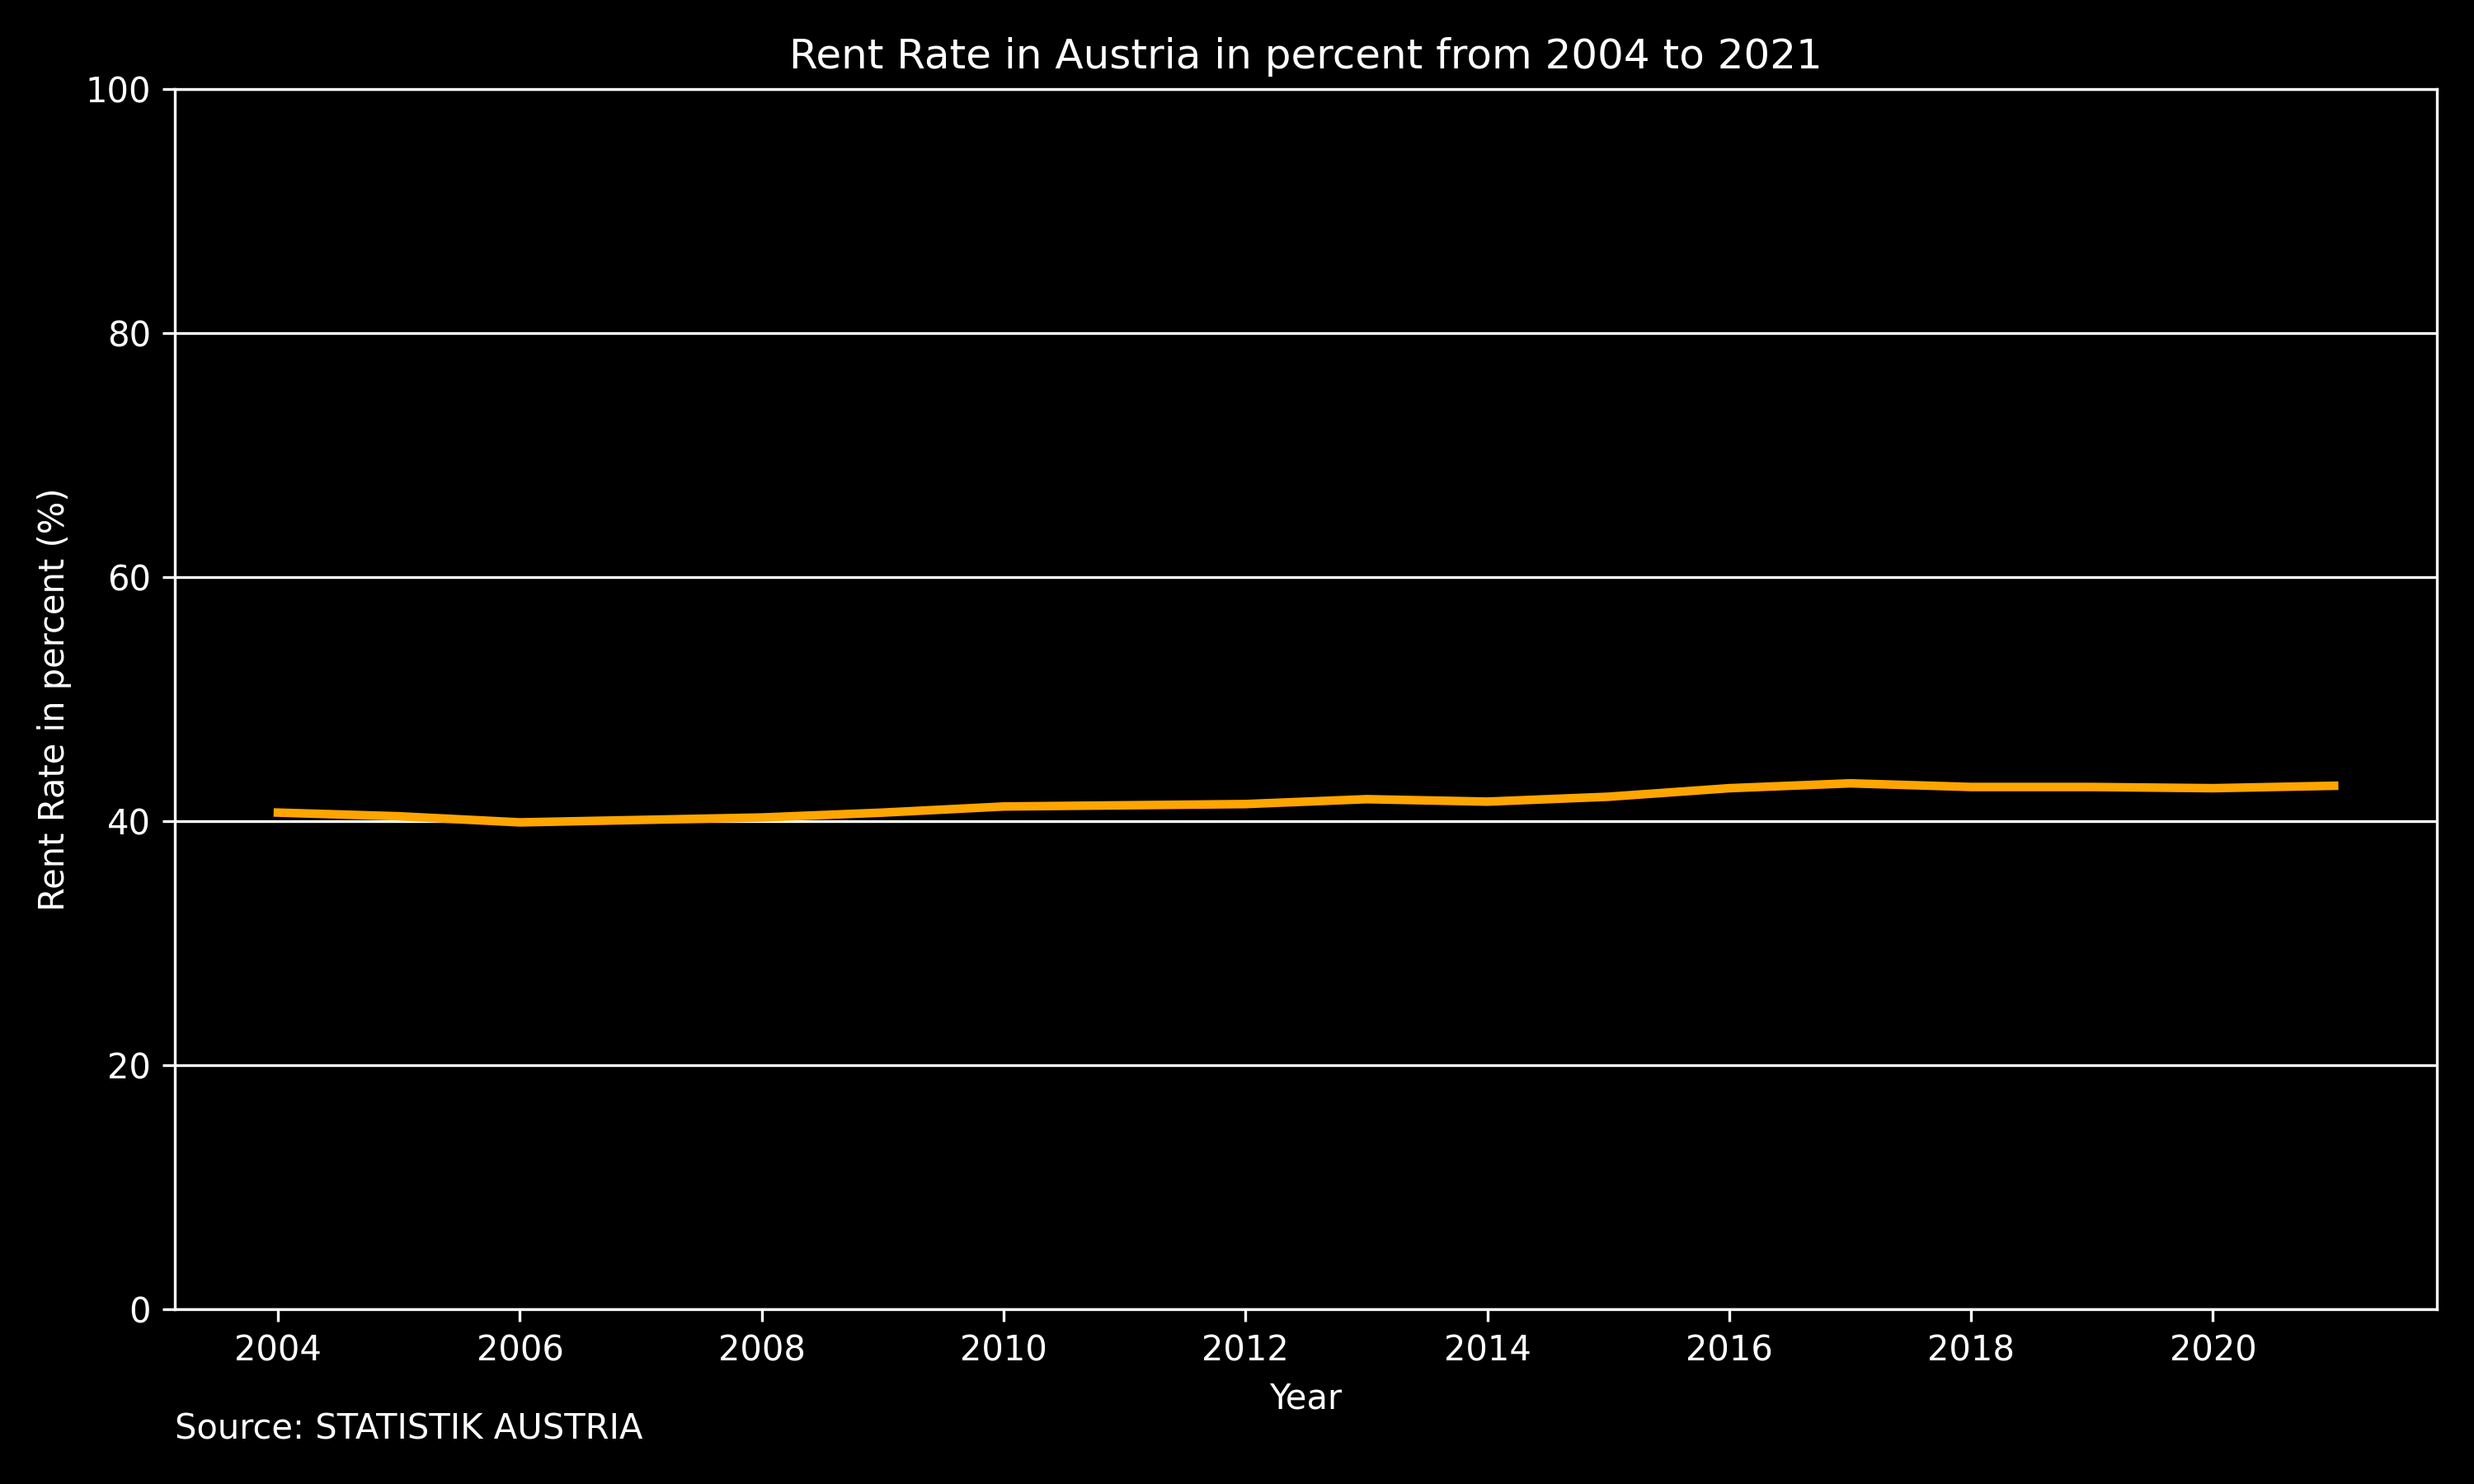 Rent Rate in Austria in percent from 2004 to 2021
100
80
60
40
20
0
Rent Rate in percent (%)
2004 2006 2008 2010 2012 2014 2016 2018 2020
Year
Source: STATISTIK AUSTRIA